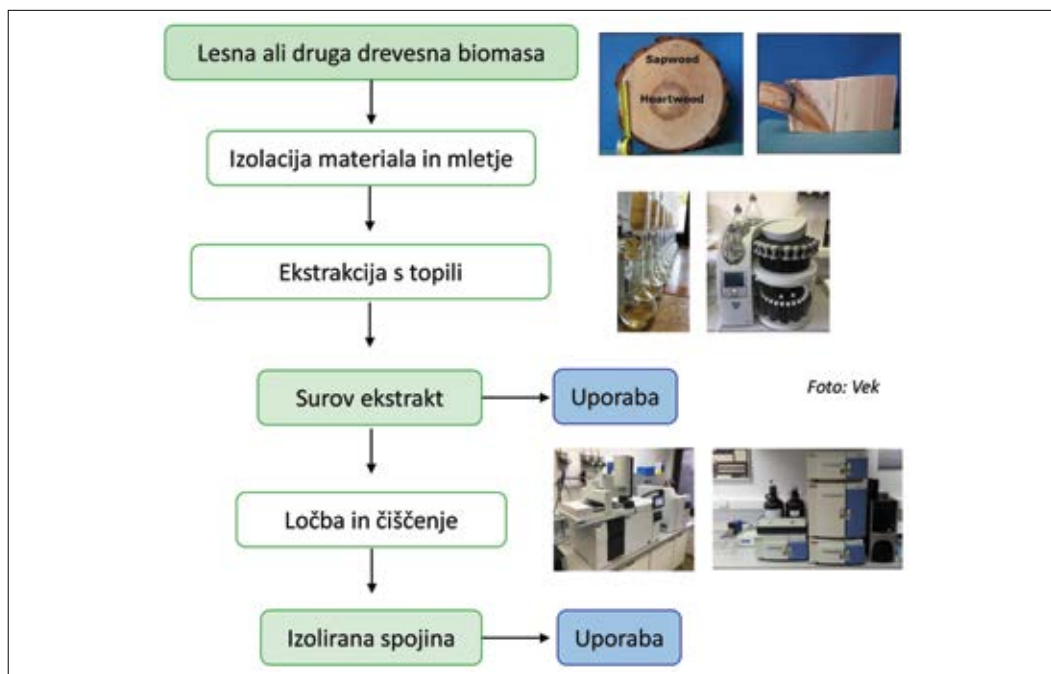 Lesna ali druga drevesna biomasa
Sapwood
Heartwood
Izolacija materiala in mletje
Ekstrakcija s topili
Surov ekstrakt
Uporaba
Foto: Vek
Ločba in čiščenje
Izolirana spojina
Uporaba